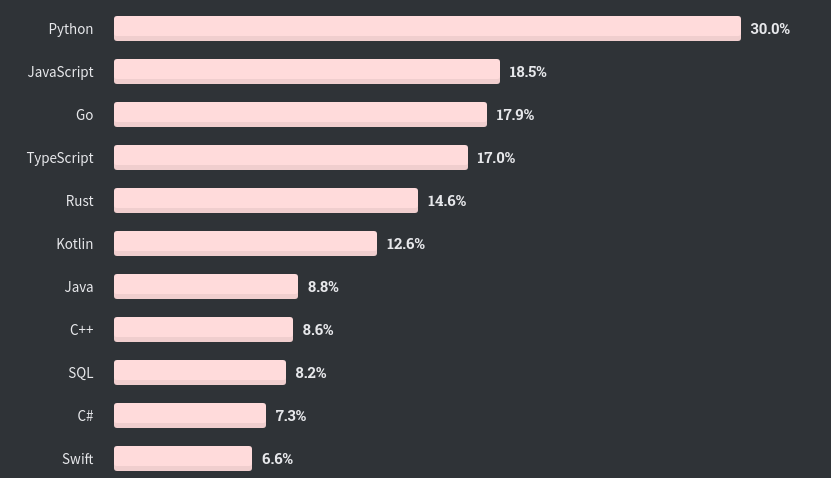 Python 30.0%
JavaScript 18.5%
Go 17.9%
TypeScript 17.0%
Rust 14.6%
Kotlin 12.6%
Java 8.8%
C++ 8.6%
SQL 8.2%
C# 7.3%
Swift 6.6%